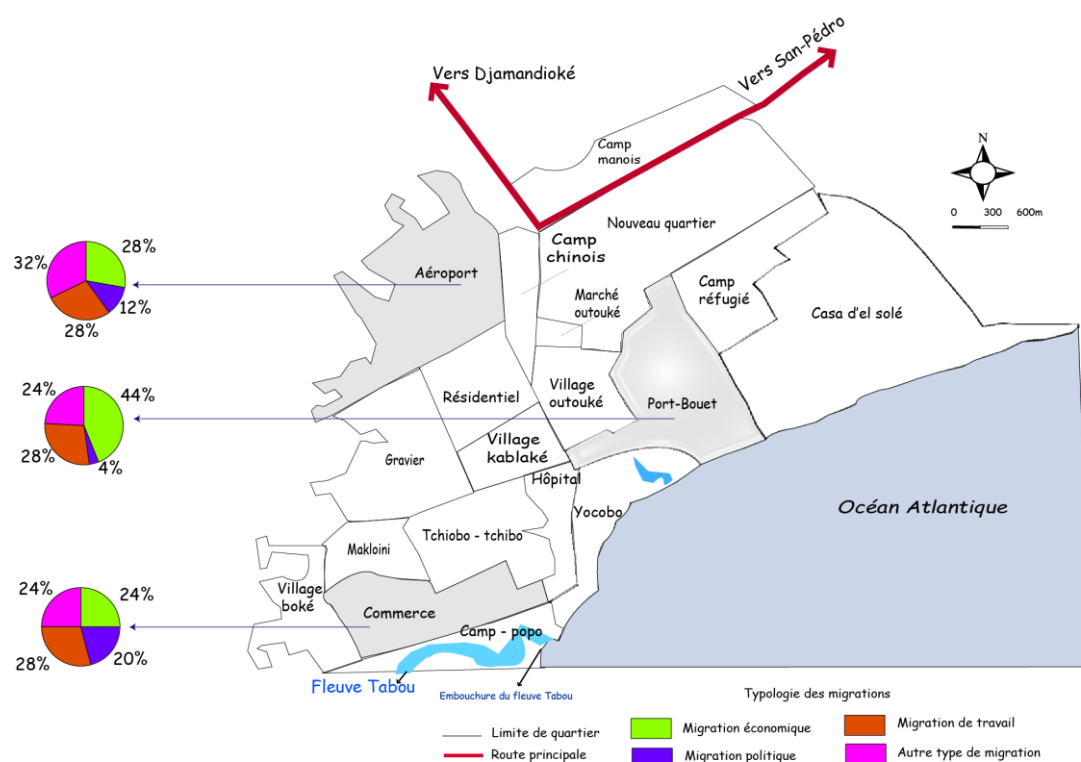 Vers Djamandioké
Vers San-Pédro
Camp
manois
N
0 300 600m
Nouveau quartier
Camp
chinois
Aéroport
Camp
réfugié
Marché
outouké
Casa d'el solé
32%
28%
12%
28%
Résidentiel
Village
outouké
Port-Bouet
24%
44%
28%
4%
Village
kablaké
Gravier
Hôpital
Yocobo
Océan Atlantique
Tchiobo - tchibo
Makloini
Village
boké
Commerce
24%
24%
28%
20%
Camp - popo
Fleuve Tabou
Embouchure du fleuve Tabou
Typologie des migrations
Limite de quartier
Route principale
Migration économique
Migration politique
Migration de travail
Autre type de migration